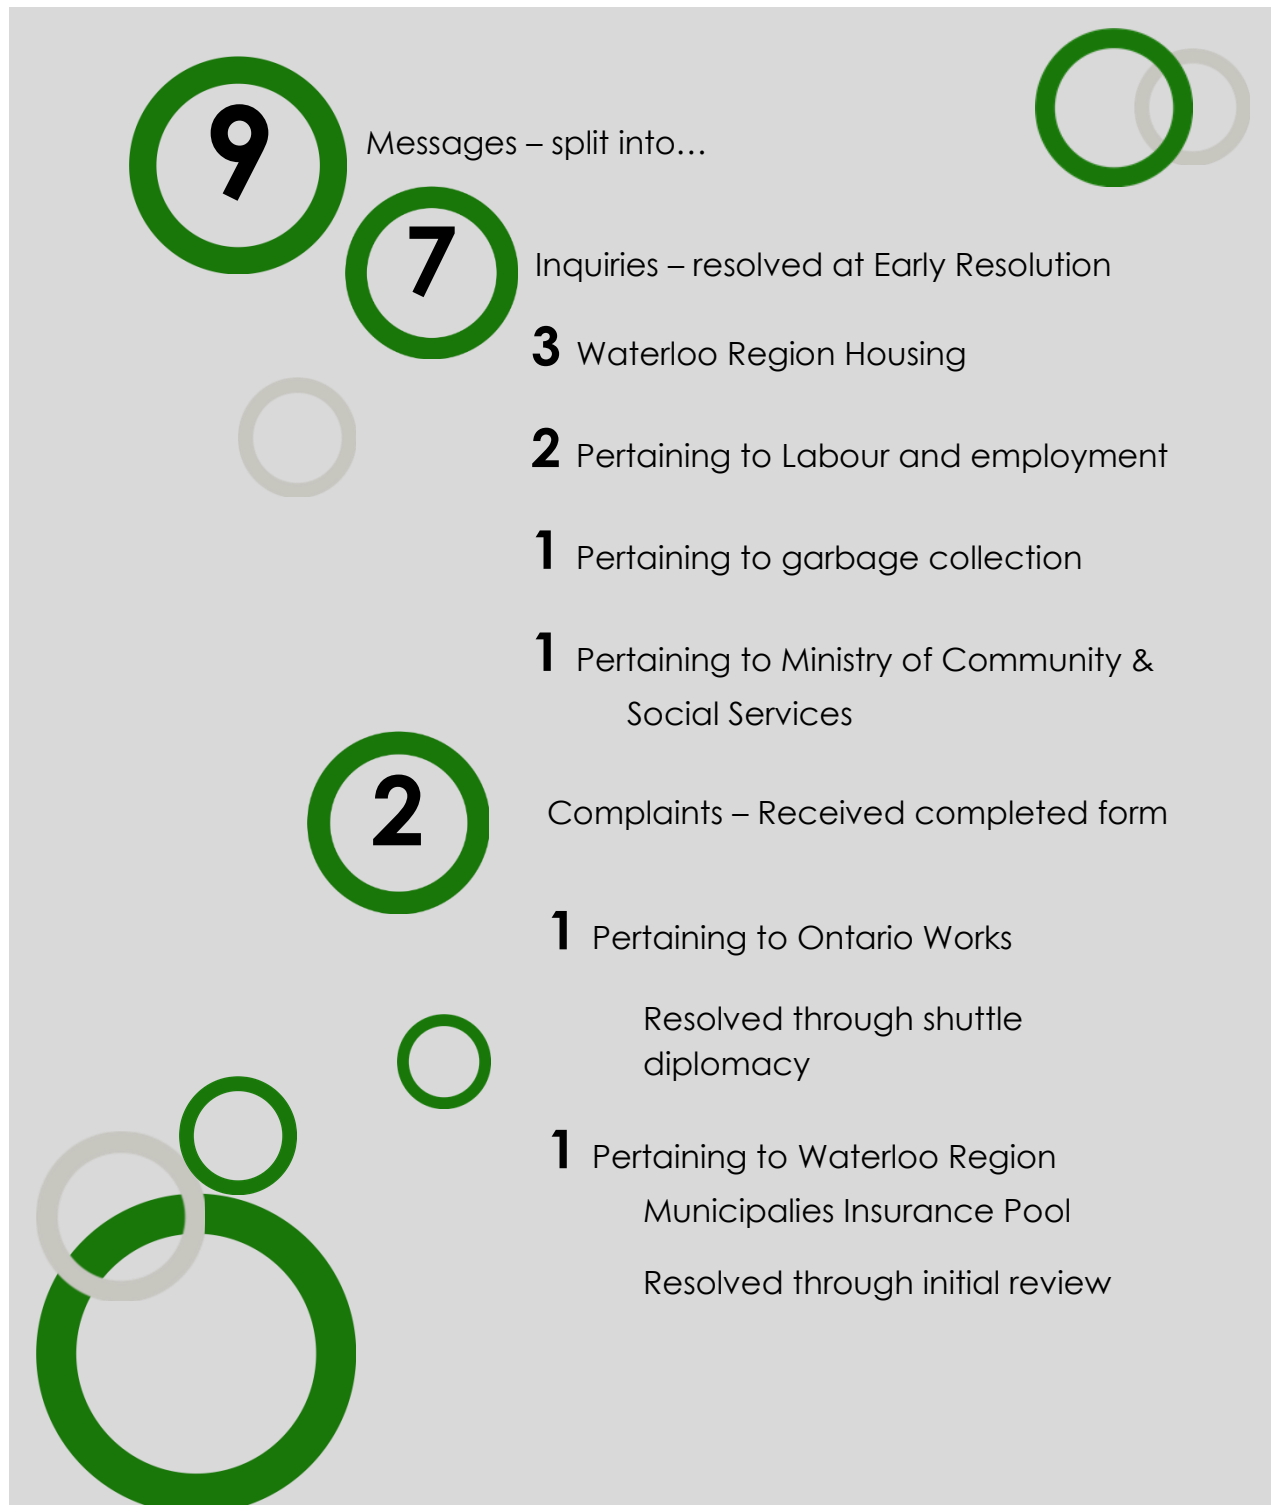 9
Messages – split into…
7
Inquiries – resolved at Early Resolution
3 Waterloo Region Housing
2 Pertaining to Labour and employment
1 Pertaining to garbage collection
1 Pertaining to Ministry of Community &
Social Services
2
Complaints – Received completed form
1 Pertaining to Ontario Works
Resolved through shuttle
diplomacy
1 Pertaining to Waterloo Region
Municipalies Insurance Pool
Resolved through initial review